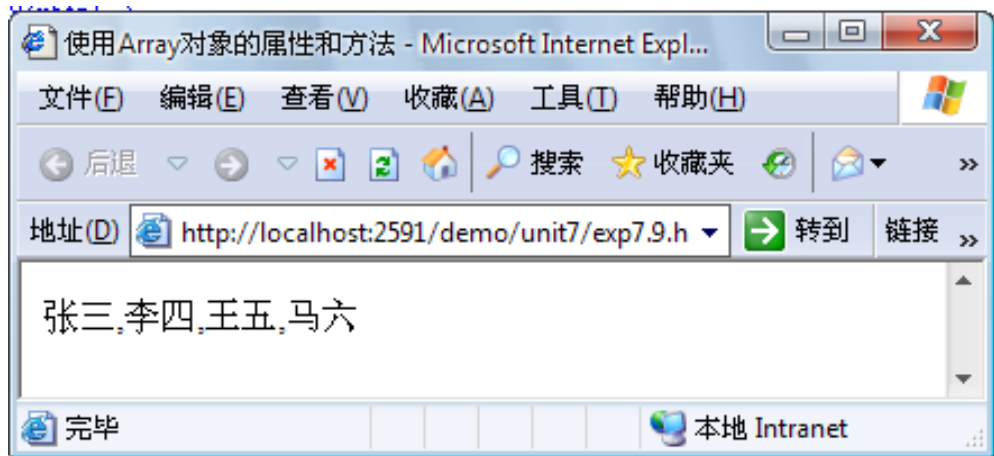 使用Array对象的属性和方法 - Microsoft Internet Expl...
文件(F) 编辑(E) 查看(V) 收藏(A) 工具(T) 帮助(H)
后退 搜索 收藏夹 »
地址(D) http://localhost:2591/demo/unit7/exp7.9.h 转到 链接 »
张三,李四,王五,马六
完毕 本地 Intranet